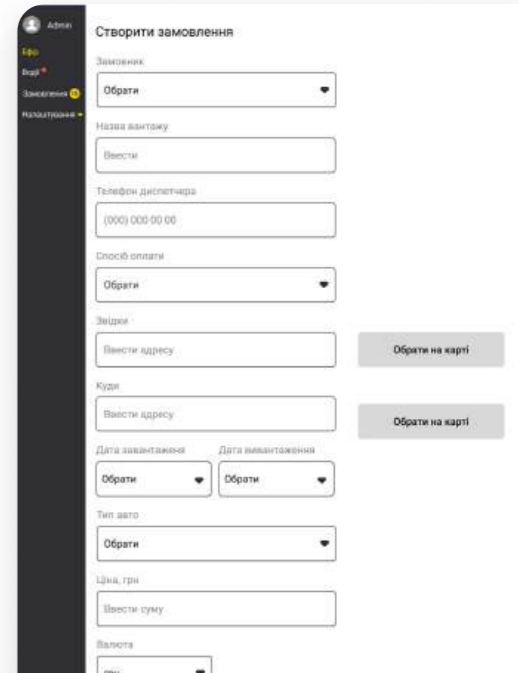 Admin
Ефір
Водії
Замовлення
Налаштування
Створити замовлення
Замовник
Обрати
Назва вантажу
Ввести
Телефон диспетчера
(000) 000 00 00
Спосіб оплати
Обрати
Звідки
Ввести адресу
Обрати на карті
Куди
Ввести адресу
Обрати на карті
Дата завантаженя Дата вивантаження
Обрати Обрати
Тип авто
Обрати
Ціна, грн
Ввести суму
Валюта
грн